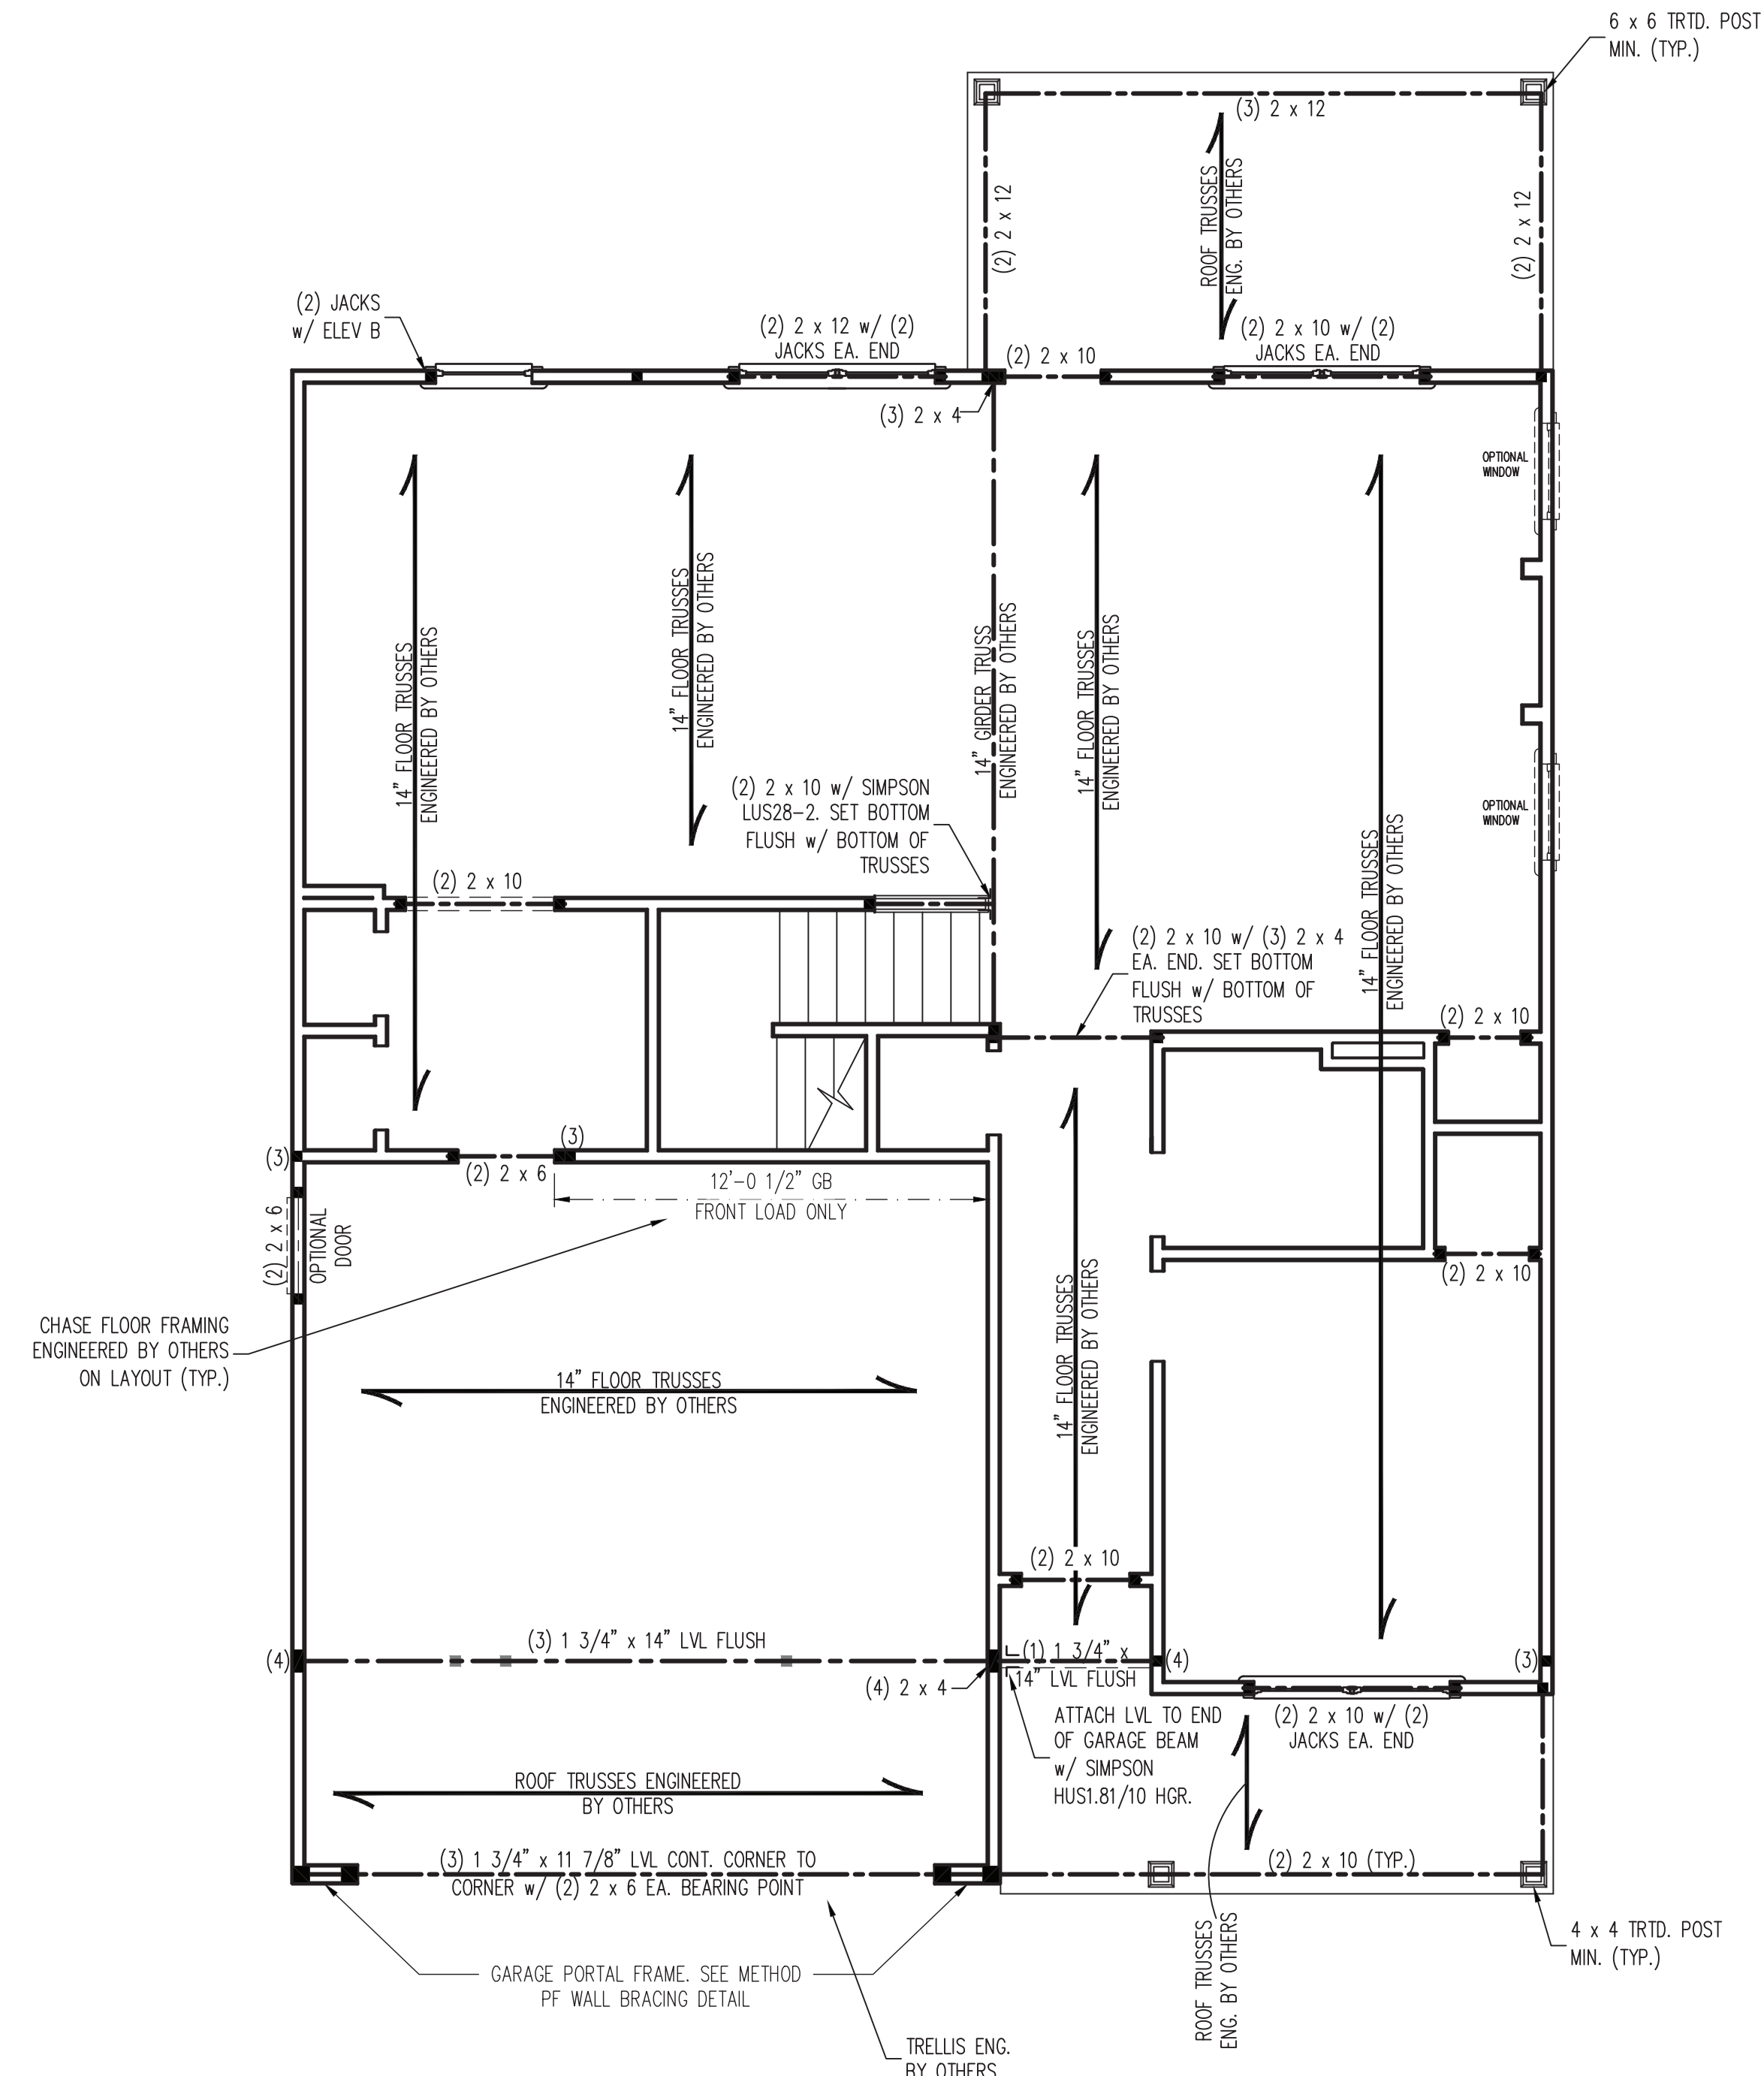 6 x 6 TRTD. POST
MIN. (TYP.)
(3) 2 x 12
ROOF TRUSSES
ENG. BY OTHERS
(2) 2 x 12
(2) 2 x 12
(2) JACKS
w/ ELEV B
(2) 2 x 12 w/ (2)
JACKS EA. END
(2) 2 x 10
(2) 2 x 10 w/ (2)
JACKS EA. END
(3) 2 x 4
OPTIONAL
WINDOW
14" FLOOR TRUSSES
ENGINEERED BY OTHERS
14" FLOOR TRUSSES
ENGINEERED BY OTHERS
14" GIRDER TRUSS
ENGINEERED BY OTHERS
14" FLOOR TRUSSES
ENGINEERED BY OTHERS
14" FLOOR TRUSSES
ENGINEERED BY OTHERS
(2) 2 x 10 w/ SIMPSON
LUS28-2. SET BOTTOM
FLUSH w/ BOTTOM OF
TRUSSES
OPTIONAL
WINDOW
(2) 2 x 10
(2) 2 x 10 w/ (3) 2 x 4
EA. END. SET BOTTOM
FLUSH w/ BOTTOM OF
TRUSSES
(2) 2 x 10
(3)
(3)
(2) 2 x 6
12'-0 1/2" GB
FRONT LOAD ONLY
(2) 2 x 6
OPTIONAL
DOOR
(2) 2 x 10
CHASE FLOOR FRAMING
ENGINEERED BY OTHERS
ON LAYOUT (TYP.)
14" FLOOR TRUSSES
ENGINEERED BY OTHERS
14" FLOOR TRUSSES
ENGINEERED BY OTHERS
(2) 2 x 10
(4)
(3) 1 3/4" x 14" LVL FLUSH
(4) 2 x 4
(1) 1 3/4" x
14" LVL FLUSH
(4)
(3)
ATTACH LVL TO END
OF GARAGE BEAM
w/ SIMPSON
HUS1.81/10 HGR.
(2) 2 x 10 w/ (2)
JACKS EA. END
ROOF TRUSSES ENGINEERED
BY OTHERS
(3) 1 3/4" x 11 7/8" LVL CONT. CORNER TO
CORNER w/ (2) 2 x 6 EA. BEARING POINT
(2) 2 x 10 (TYP.)
ROOF TRUSSES
ENG. BY OTHERS
4 x 4 TRTD. POST
MIN. (TYP.)
GARAGE PORTAL FRAME. SEE METHOD
PF WALL BRACING DETAIL
TRELLIS ENG.
BY OTHERS